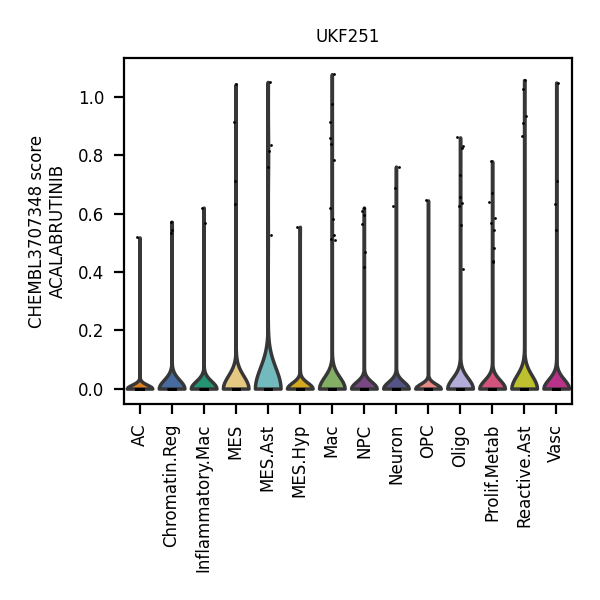 UKF251
CHEMBL3707348 score
ACALABRUTINIB
1.0
0.8
0.6
0.4
0.2
0.0
AC
Chromatin.Reg
Inflammatory.Mac
MES
MES.Ast
MES.Hyp
Mac
NPC
Neuron
OPC
Oligo
Prolif.Metab
Reactive.Ast
Vasc